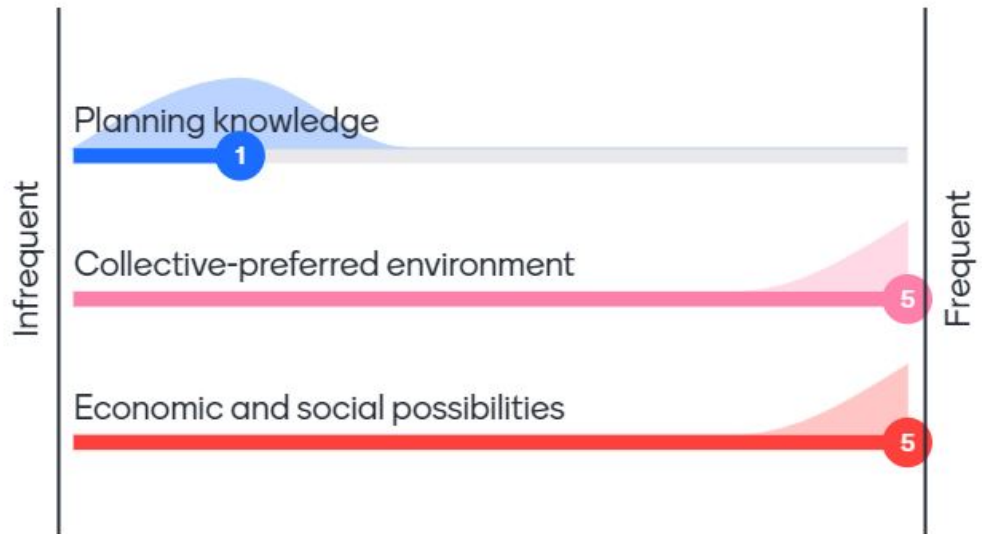 Planning knowledge
1
Infrequent
Collective-preferred environment
5
Frequent
Economic and social possibilities
5